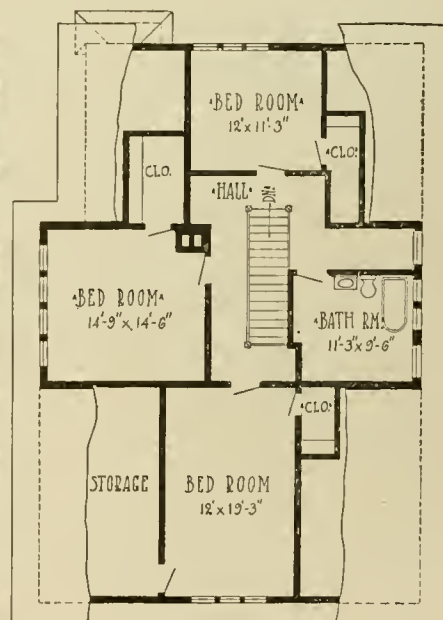 BED ROOM
12' x 11'-3"
CLO.
CLO.
HALL
DN.
BED ROOM
14'-9" x 14'-6"
BATH RM.
11'-3" x 9'-6"
CLO.
STORAGE
BED ROOM
12' x 19'-3"